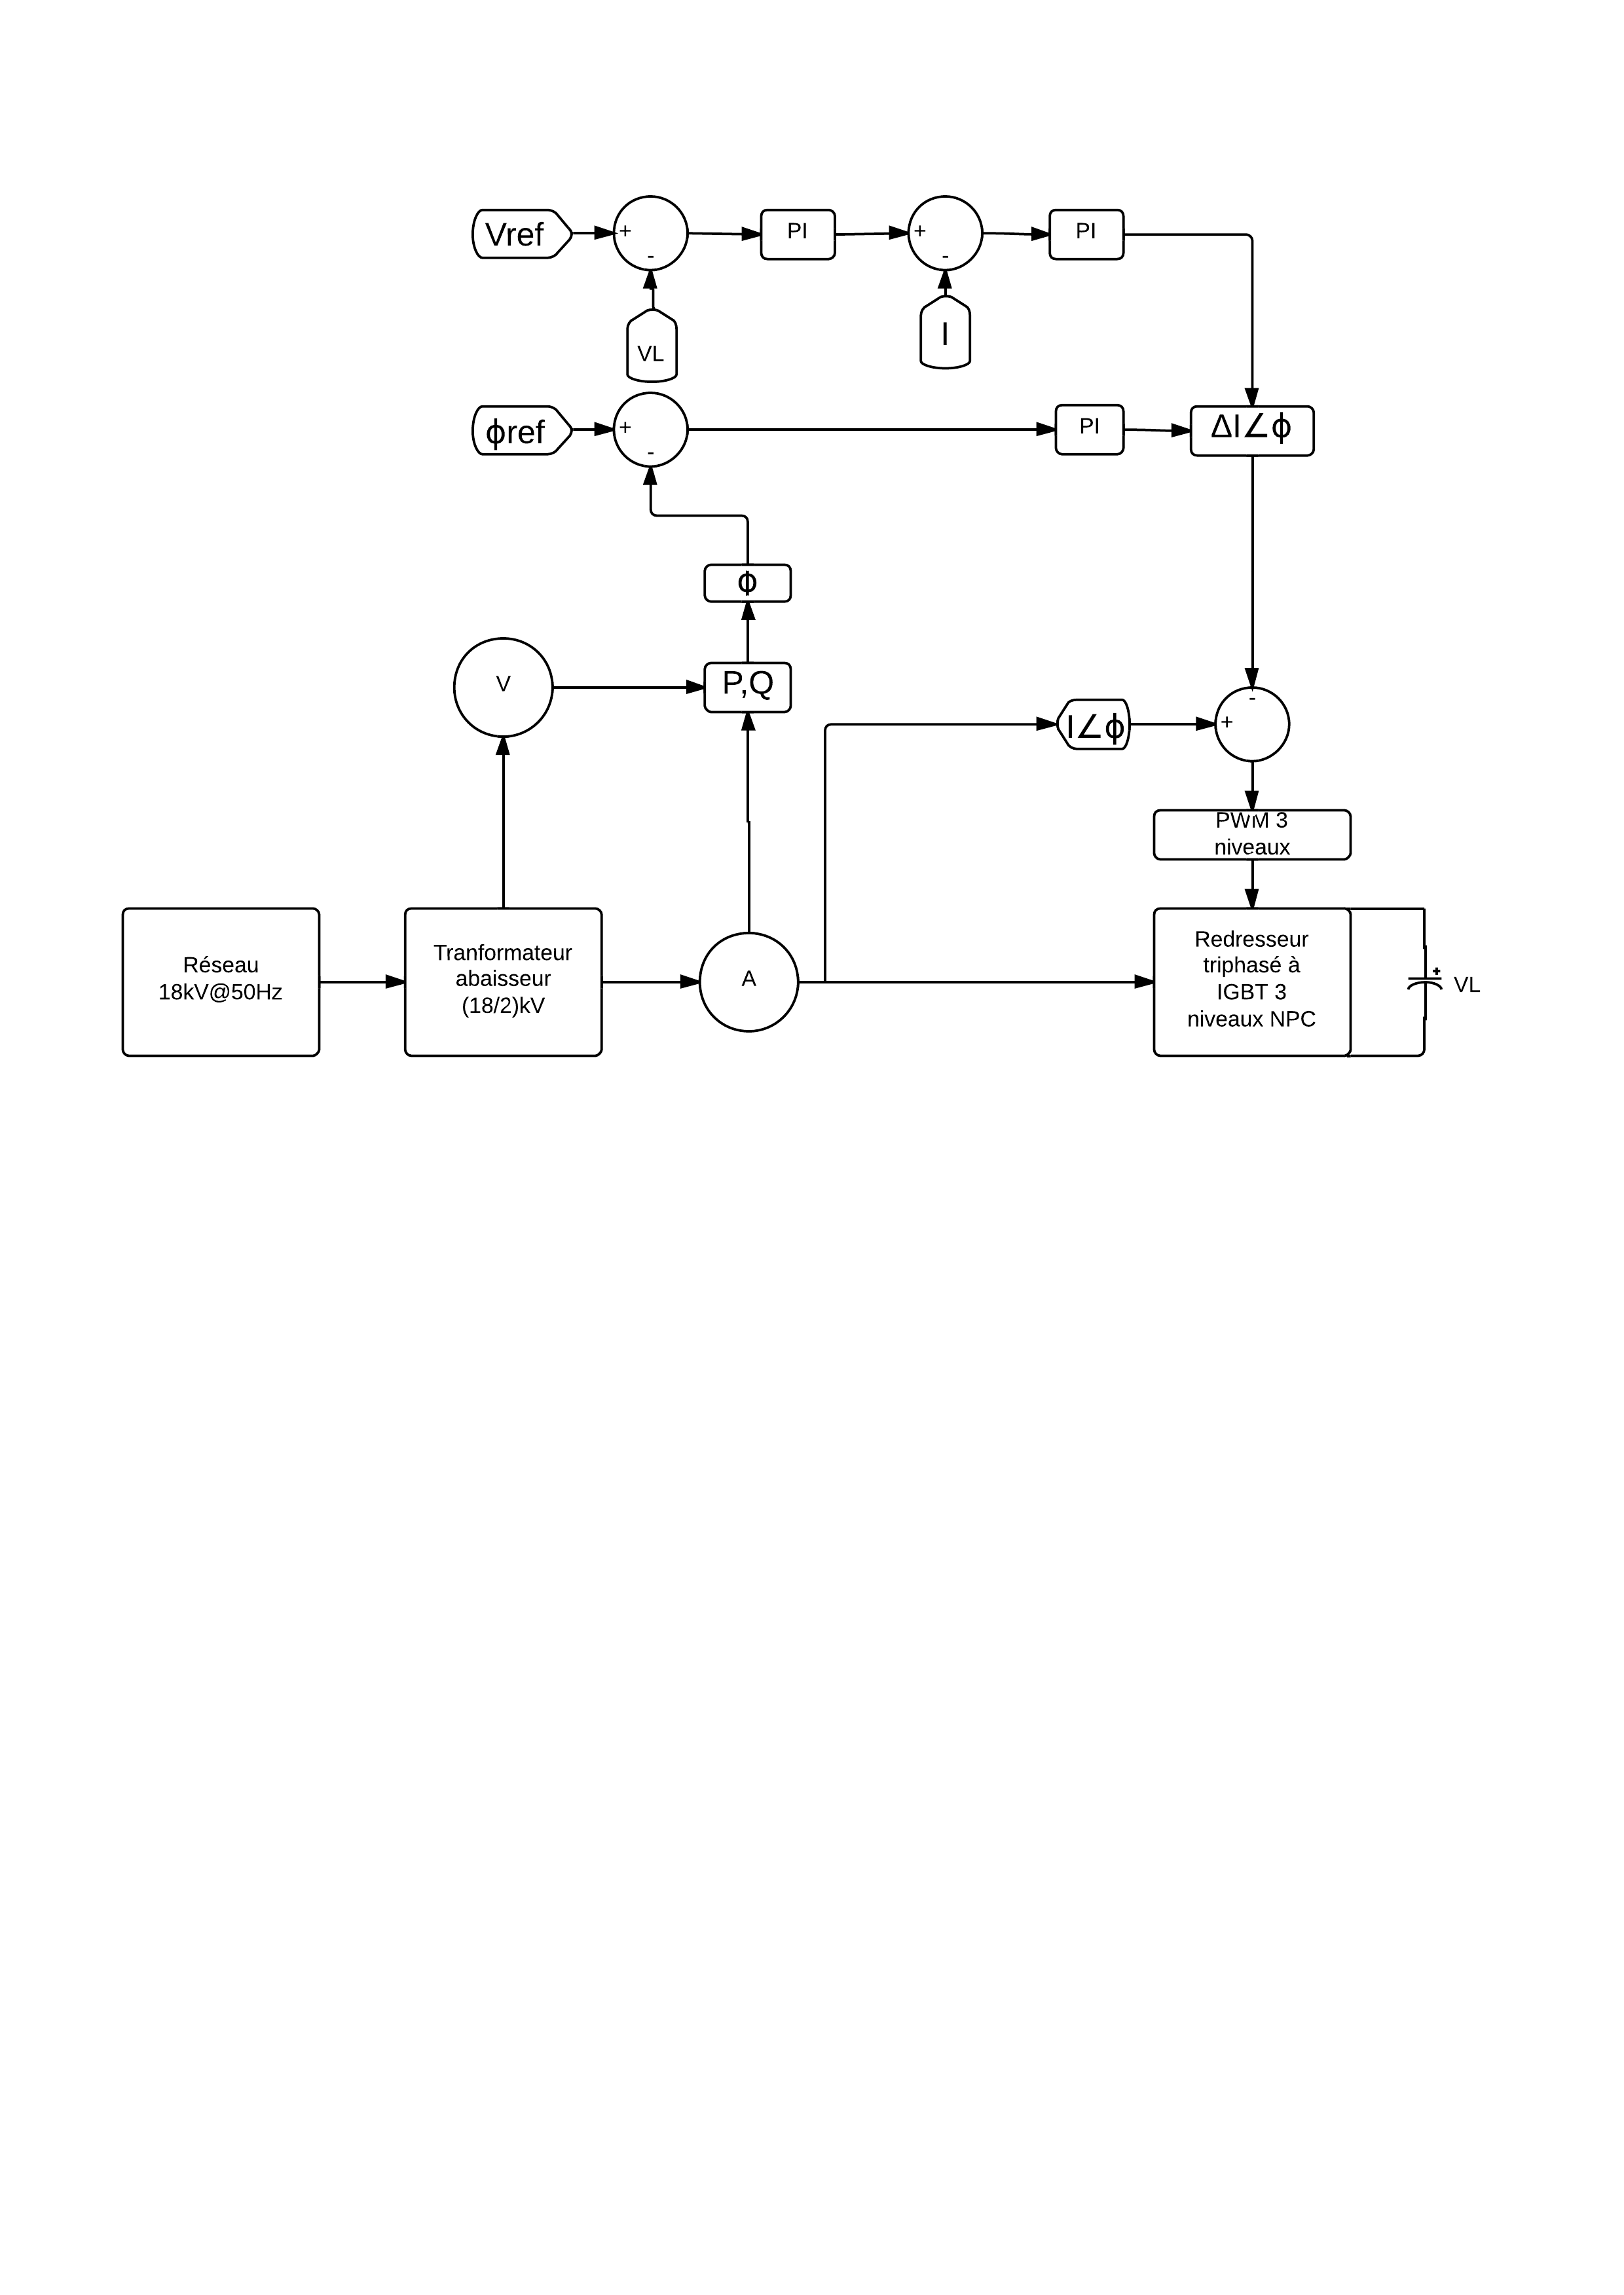 Vref
+
-
PI
+
-
PI
VL
I
ϕref
+
-
PI
ΔI∠ϕ
ϕ
V
P,Q
I∠ϕ
-
+
PWM 3
niveaux
Réseau
18kV@50Hz
Tranformateur
abaisseur
(18/2)kV
A
Redresseur
triphasé à
IGBT 3
niveaux NPC
+
VL